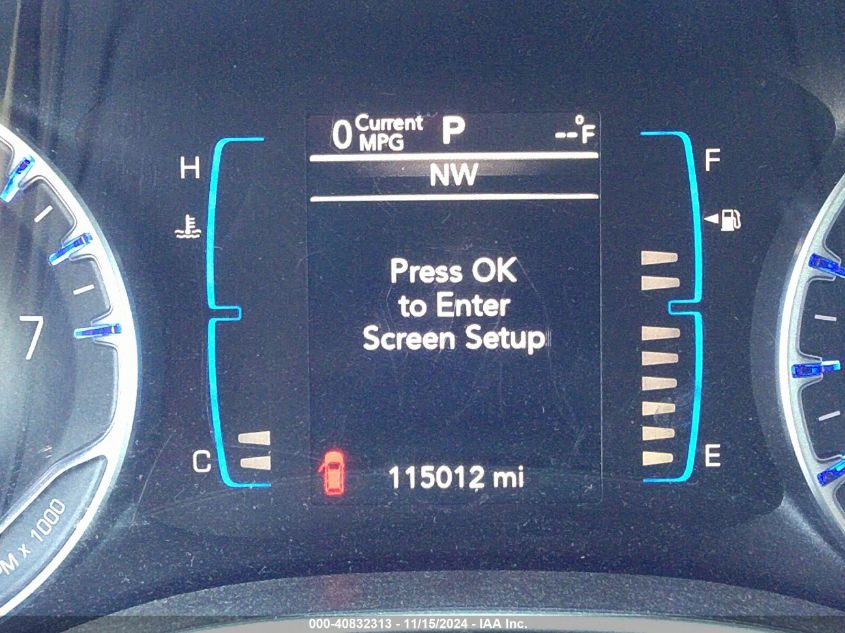 0 Current MPG P --°F
NW
H
F
Press OK
to Enter
Screen Setup
7
C
E
115012 mi
M x 1000
000-40832313 - 11/15/2024 - IAA Inc.